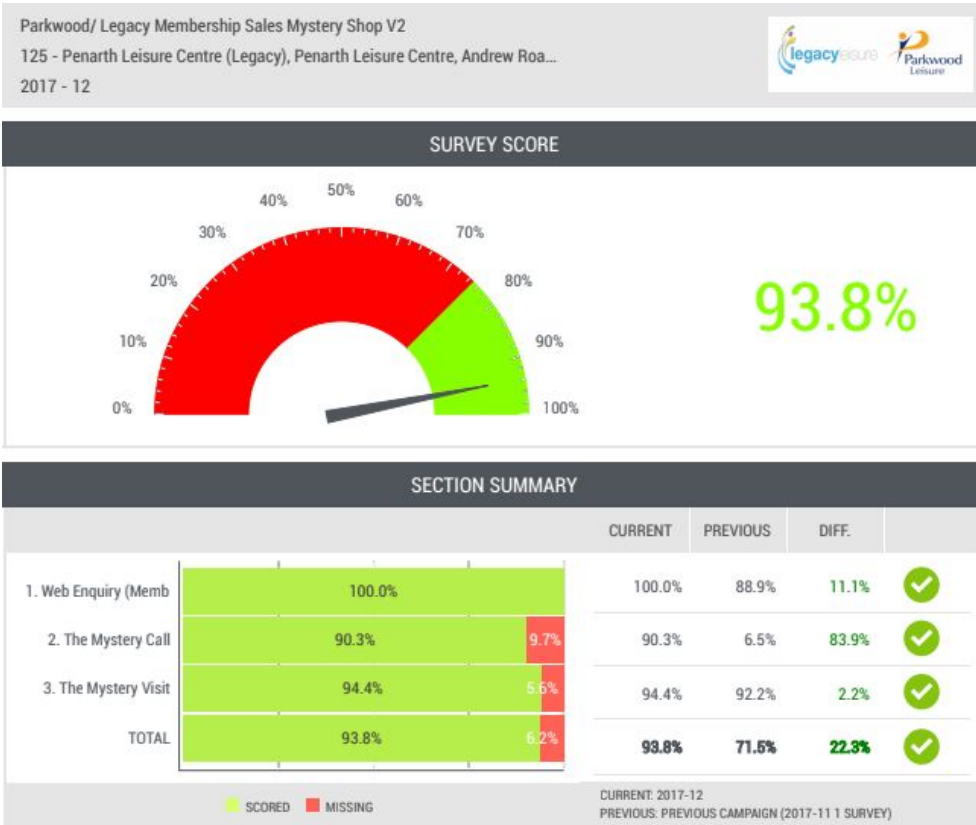 Parkwood/ Legacy Membership Sales Mystery Shop V2
125 - Penarth Leisure Centre (Legacy), Penarth Leisure Centre, Andrew Roa...
2017 - 12
legacyleisure
Parkwood
Leisure
SURVEY SCORE
0%
10%
20%
30%
40%
50%
60%
70%
80%
90%
100%
93.8%
SECTION SUMMARY
CURRENT PREVIOUS DIFF.
1. Web Enquiry (Memb 100.0% 100.0% 88.9% 11.1%
2. The Mystery Call 90.3% 9.7% 90.3% 6.5% 83.9%
3. The Mystery Visit 94.4% 5.6% 94.4% 92.2% 2.2%
TOTAL 93.8% 6.2% 93.8% 71.5% 22.3%
SCORED MISSING
CURRENT: 2017-12
PREVIOUS: PREVIOUS CAMPAIGN (2017-11 1 SURVEY)